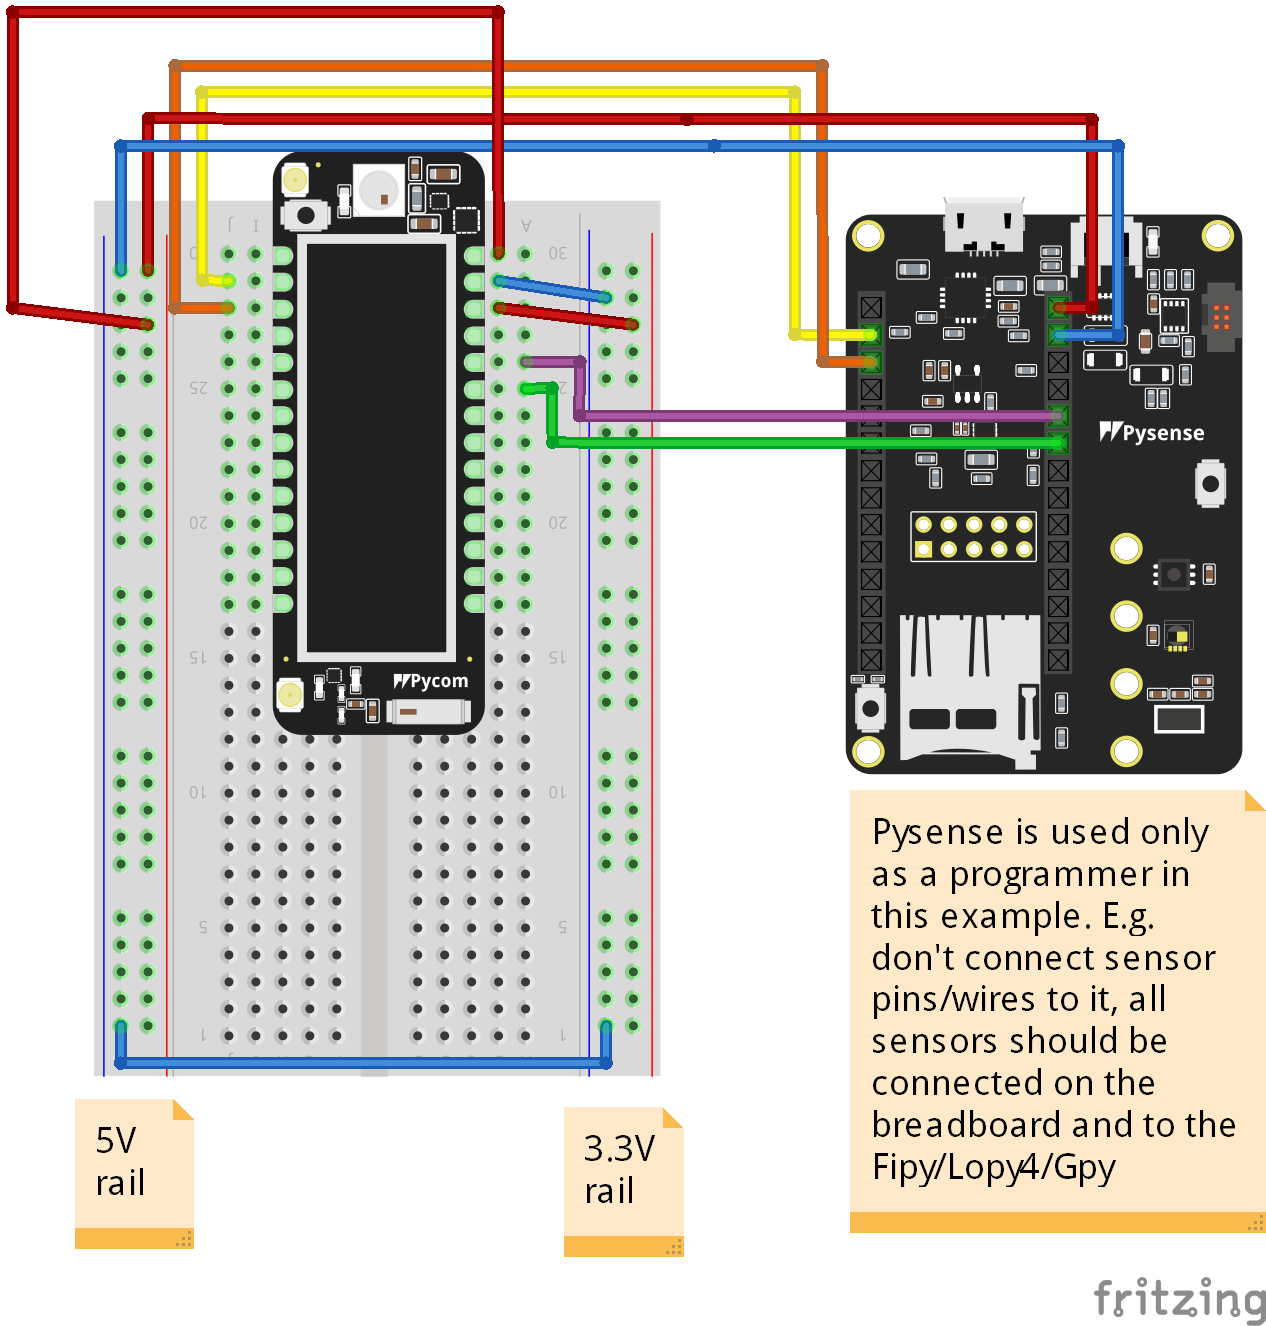 J I
A
30
25
20
20
15
15
10
10
5
5
1
1
Pycom
Pysense
Pysense is used only
as a programmer in
this example. E.g.
don't connect sensor
pins/wires to it, all
sensors should be
connected on the
breadboard and to the
Fipy/Lopy4/Gpy
5V
rail
3.3V
rail
fritzing